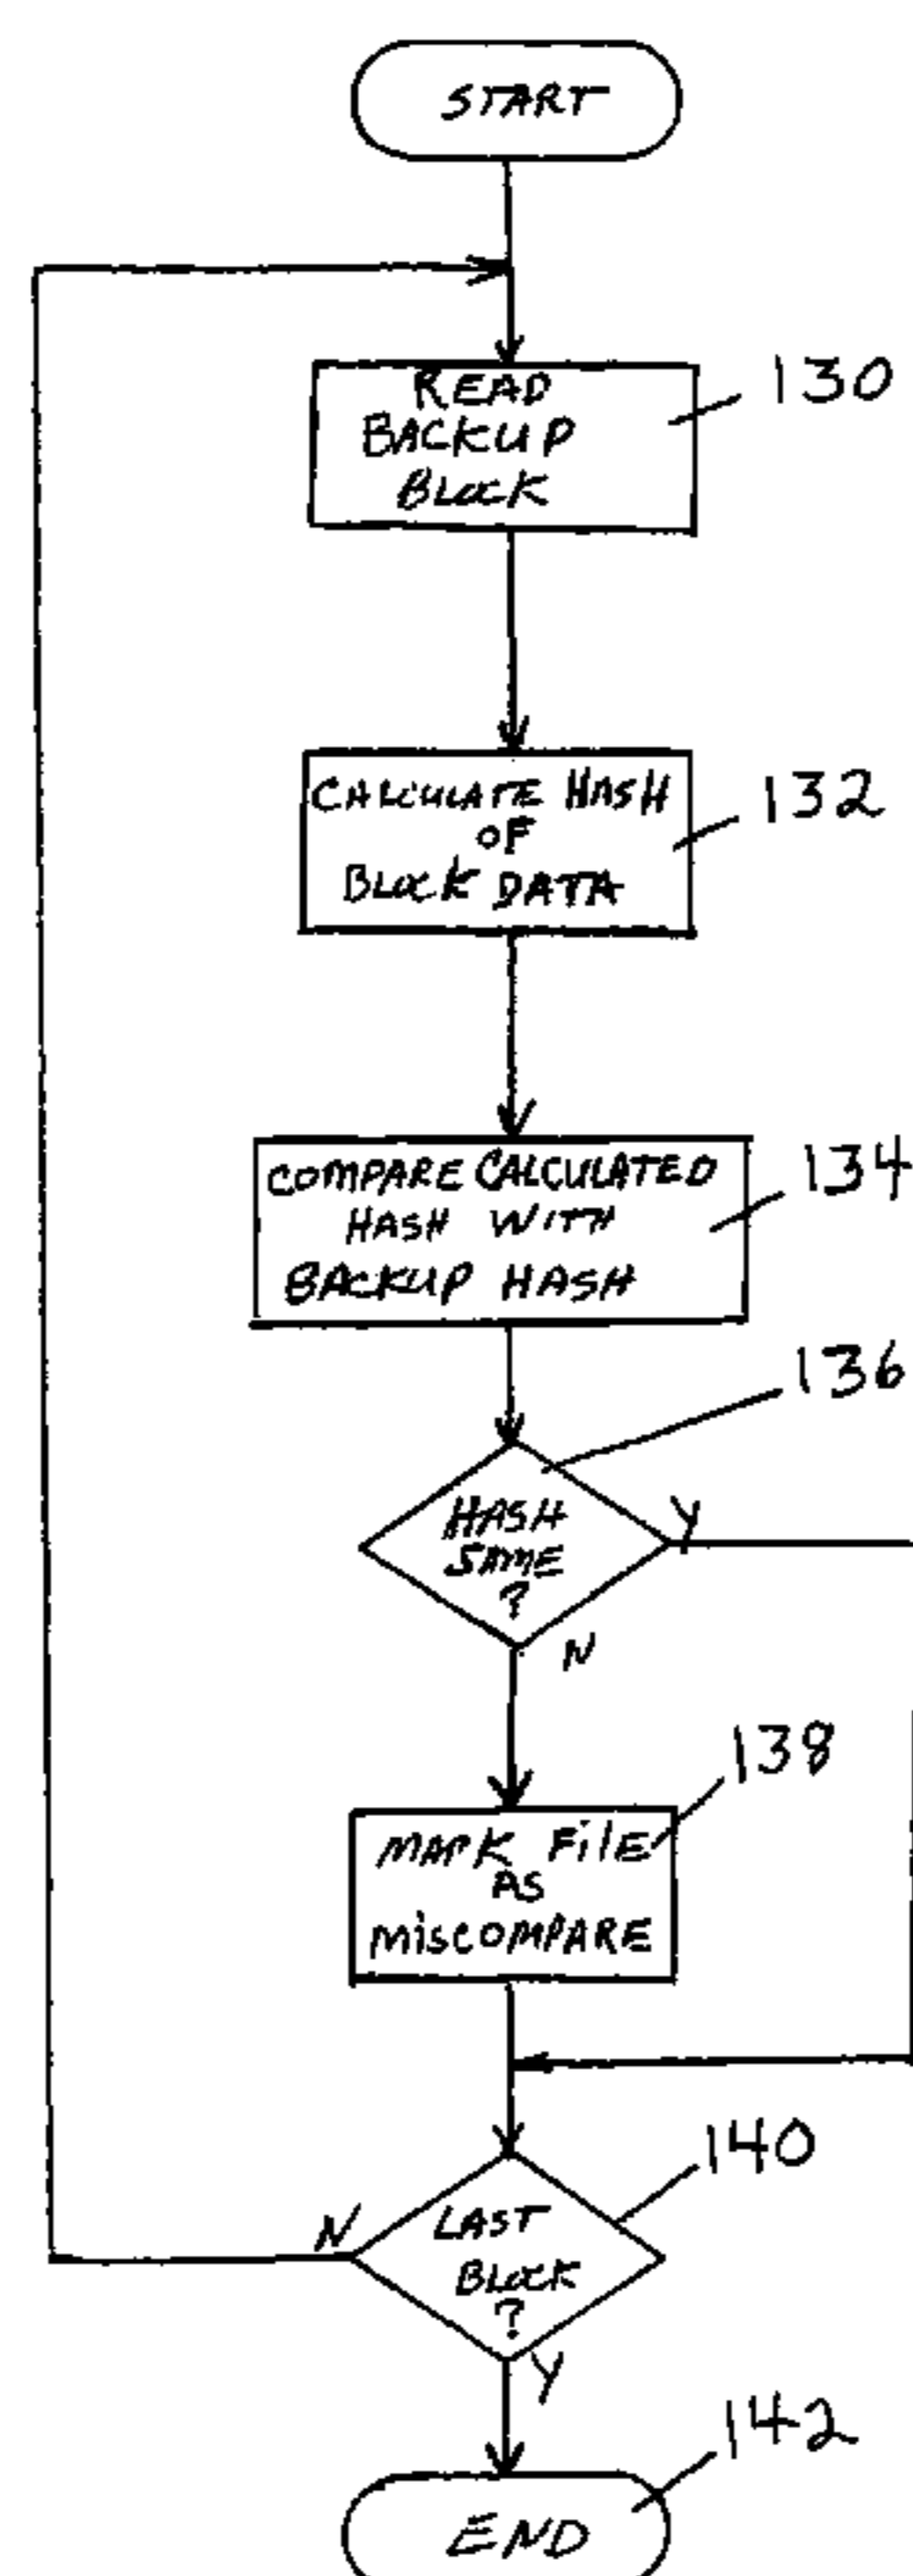 START
READ
BACKUP
BLOCK
130
CALCULATE HASH
OF
BLOCK DATA
132
COMPARE CALCULATED
HASH WITH
BACKUP HASH
134
136
HASH
SAME
?
Y
N
138
MARK FILE
AS
MISCOMPARE
140
LAST
BLOCK
?
N
Y
142
END